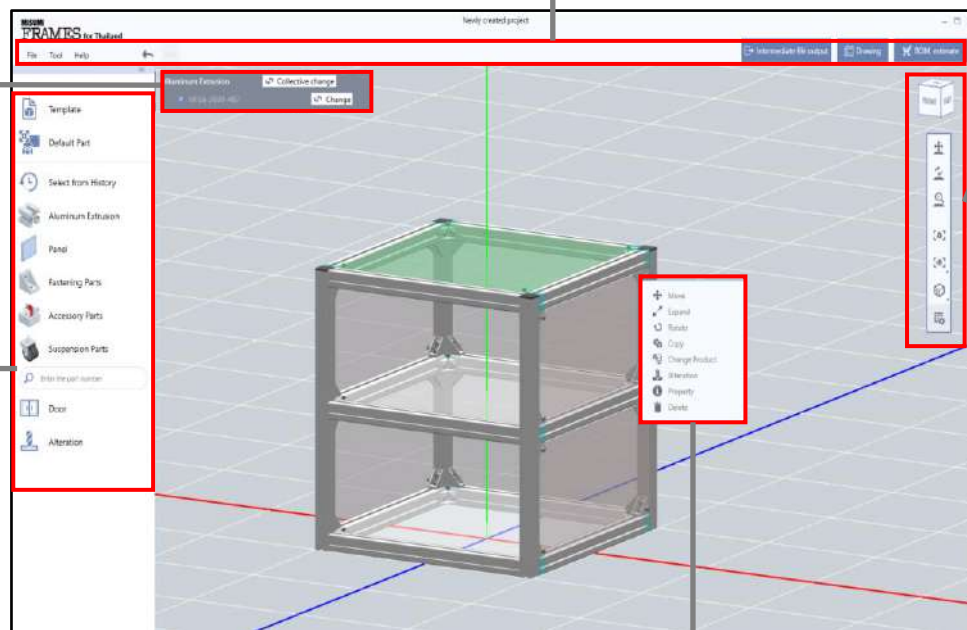 Newly created project
MISUMI
FRAMES for Thailand
File Tool Help
Intermediate file output
Drawing
BOM, estimate
Aluminum Extrusion
Collective change
Change
Template
Default Part
Select from History
Aluminum Extrusion
Panel
Fastening Parts
Accessory Parts
Suspension Parts
Enter the part number
Door
Alteration
FRONT
Move
Expand
Rotate
Copy
Change Product
Alteration
Property
Delete